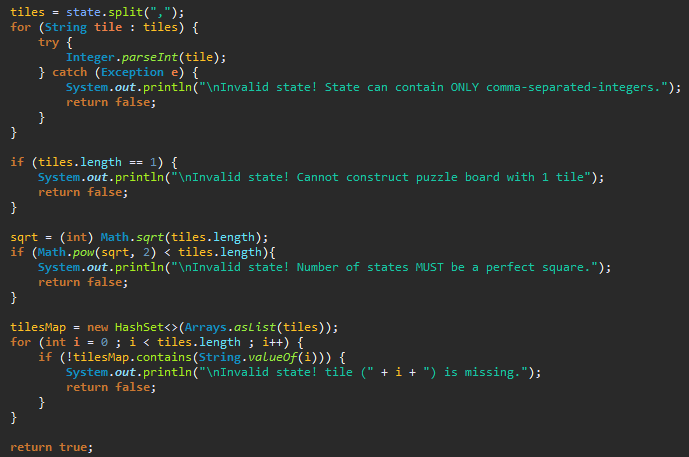 tiles = state.split(",");
for (String tile : tiles) {
    try {
        Integer.parseInt(tile);
    } catch (Exception e) {
        System.out.println("\nInvalid state! State can contain ONLY comma-separated-integers.");
        return false;
    }
}

if (tiles.length == 1) {
    System.out.println("\nInvalid state! Cannot construct puzzle board with 1 tile");
    return false;
}

sqrt = (int) Math.sqrt(tiles.length);
if (Math.pow(sqrt, 2) < tiles.length){
    System.out.println("\nInvalid state! Number of states MUST be a perfect square.");
    return false;
}

tilesMap = new HashSet<>(Arrays.asList(tiles));
for (int i = 0 ; i < tiles.length ; i++) {
    if (!tilesMap.contains(String.valueOf(i))) {
        System.out.println("\nInvalid state! tile (" + i + ") is missing.");
        return false;
    }
}

return true;